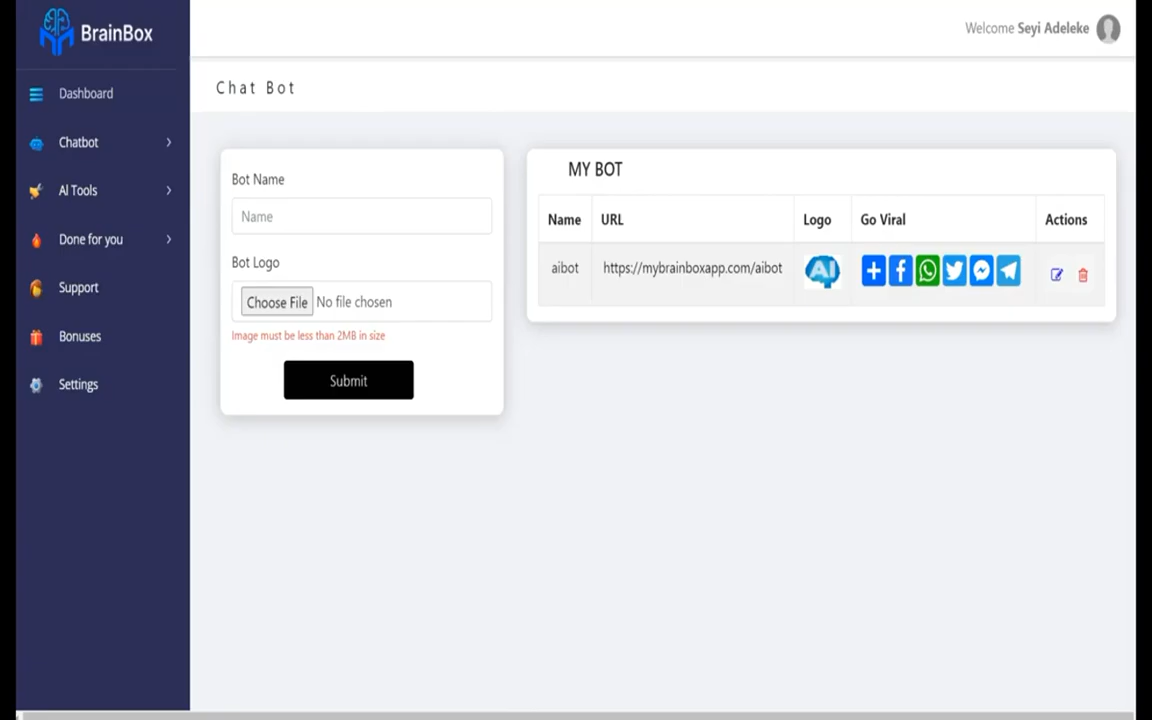 BrainBox
Welcome Seyi Adeleke
Dashboard
Chatbot
AI Tools
Done for you
Support
Bonuses
Settings
Chat Bot
Bot Name
Name
Bot Logo
Choose File No file chosen
Image must be less than 2MB in size
Submit
MY BOT
Name URL Logo Go Viral Actions
aibot https://mybrainboxapp.com/aibot AI